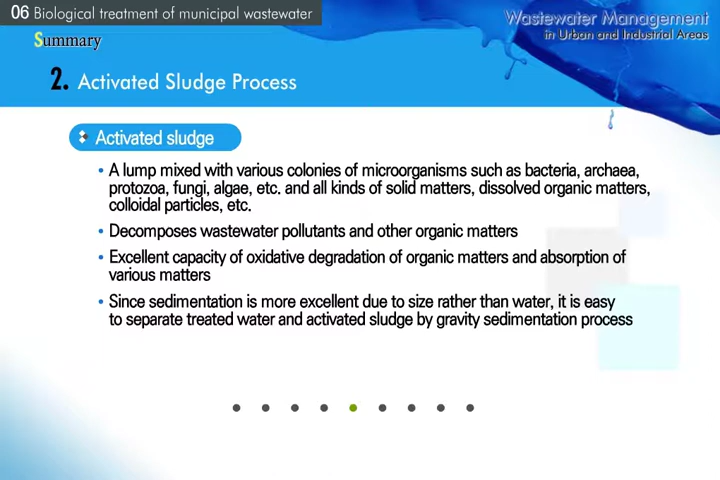 06 Biological treatment of municipal wastewater
Wastewater Management
in Urban and Industrial Areas
Summary
2. Activated Sludge Process
Activated sludge
• A lump mixed with various colonies of microorganisms such as bacteria, archaea,
protozoa, fungi, algae, etc. and all kinds of solid matters, dissolved organic matters,
colloidal particles, etc.
• Decomposes wastewater pollutants and other organic matters
• Excellent capacity of oxidative degradation of organic matters and absorption of
various matters
• Since sedimentation is more excellent due to size rather than water, it is easy
to separate treated water and activated sludge by gravity sedimentation process